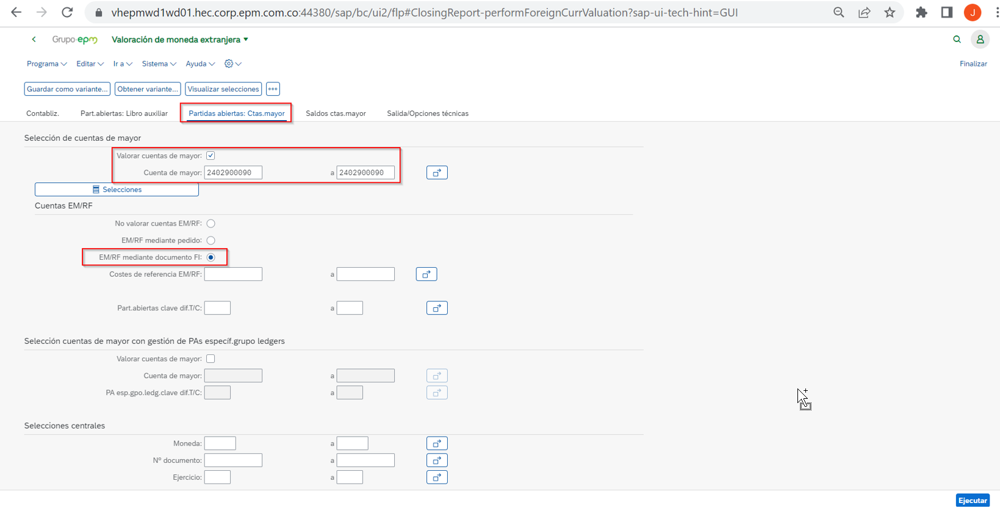 vhepmwd1wd01.hec.corp.epm.com.co:44380/sap/bc/ui2/flp#ClosingReport-performForeignCurrValuation?sap-ui-tech-hint=GUI
J
Grupo·epm
Valoración de moneda extranjera
Programa Editar Ir a Sistema Ayuda Finalizar
Guardar como variante... Obtener variante... Visualizar selecciones
Contabliz. Part.abiertas: Libro auxiliar Partidas abiertas: Ctas.mayor Saldos ctas.mayor Salida/Opciones técnicas
Selección de cuentas de mayor
Valorar cuentas de mayor:
Cuenta de mayor: 2402900090 a 2402900090
Selecciones
Cuentas EM/RF
No valorar cuentas EM/RF:
EM/RF mediante pedido:
EM/RF mediante documento FI:
Costes de referencia EM/RF: a
Part.abiertas clave dif.T/C: a
Selección cuentas de mayor con gestión de PAs específ.grupo ledgers
Valorar cuentas de mayor:
Cuenta de mayor: a
PA esp.gpo.ledg.clave dif.T/C: a
Selecciones centrales
Moneda: a
Nº documento: a
Ejercicio: a
Ejecutar